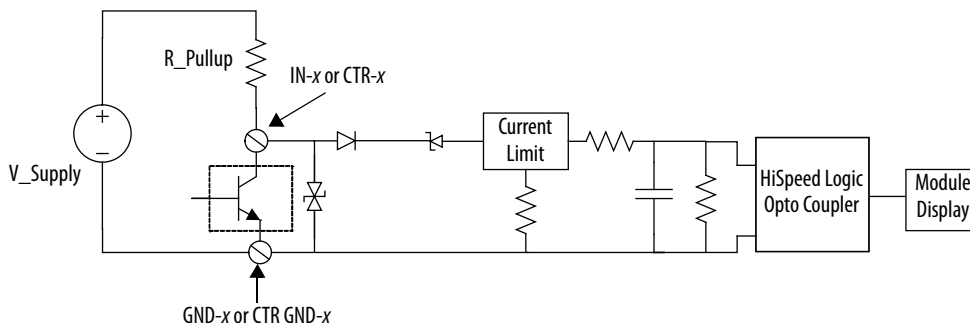 R_Pullup
IN-x or CTR-x
+
–
V_Supply
Current
Limit
HiSpeed Logic
Opto Coupler
Module
Display
GND-x or CTR GND-x